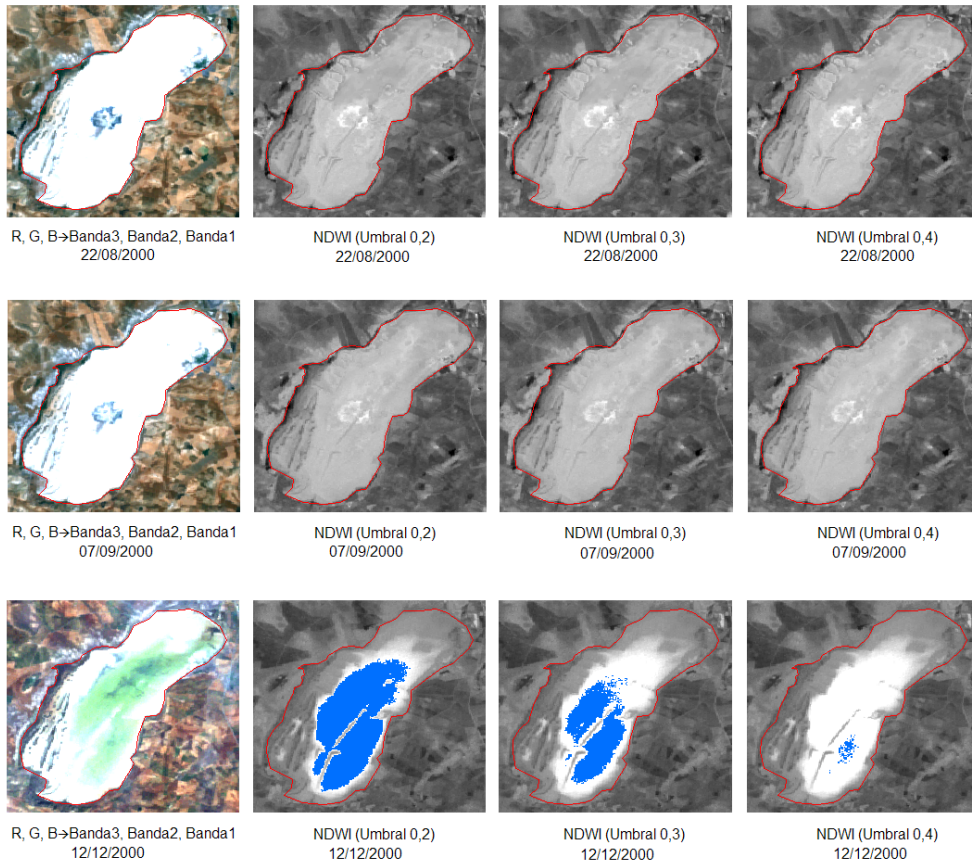 R, G, B→Banda3, Banda2, Banda1
22/08/2000
NDWI (Umbral 0,2)
22/08/2000
NDWI (Umbral 0,3)
22/08/2000
NDWI (Umbral 0,4)
22/08/2000
R, G, B→Banda3, Banda2, Banda1
07/09/2000
NDWI (Umbral 0,2)
07/09/2000
NDWI (Umbral 0,3)
07/09/2000
NDWI (Umbral 0,4)
07/09/2000
R, G, B→Banda3, Banda2, Banda1
12/12/2000
NDWI (Umbral 0,2)
12/12/2000
NDWI (Umbral 0,3)
12/12/2000
NDWI (Umbral 0,4)
12/12/2000